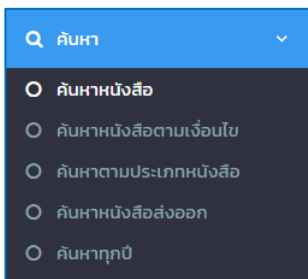 ค้นหา
ค้นหาหนังสือ
ค้นหาหนังสือตามเงื่อนไข
ค้นหาตามประเภทหนังสือ
ค้นหาหนังสือส่งออก
ค้นหาทุกปี